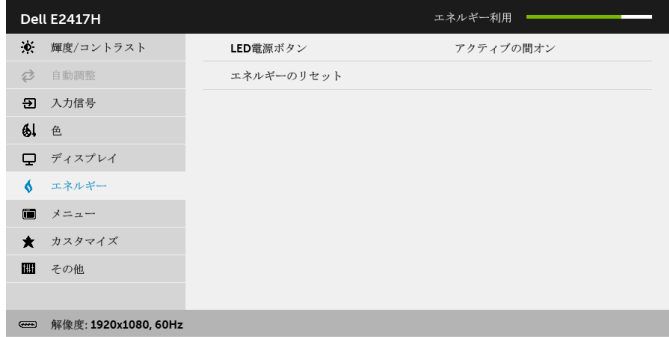 Dell E2417H エネルギー利用
輝度/コントラスト LED電源ボタン アクティブの間オン
自動調整 エネルギーのリセット
入力信号
色
ディスプレイ
エネルギー
メニュー
カスタマイズ
その他
解像度: 1920x1080, 60Hz